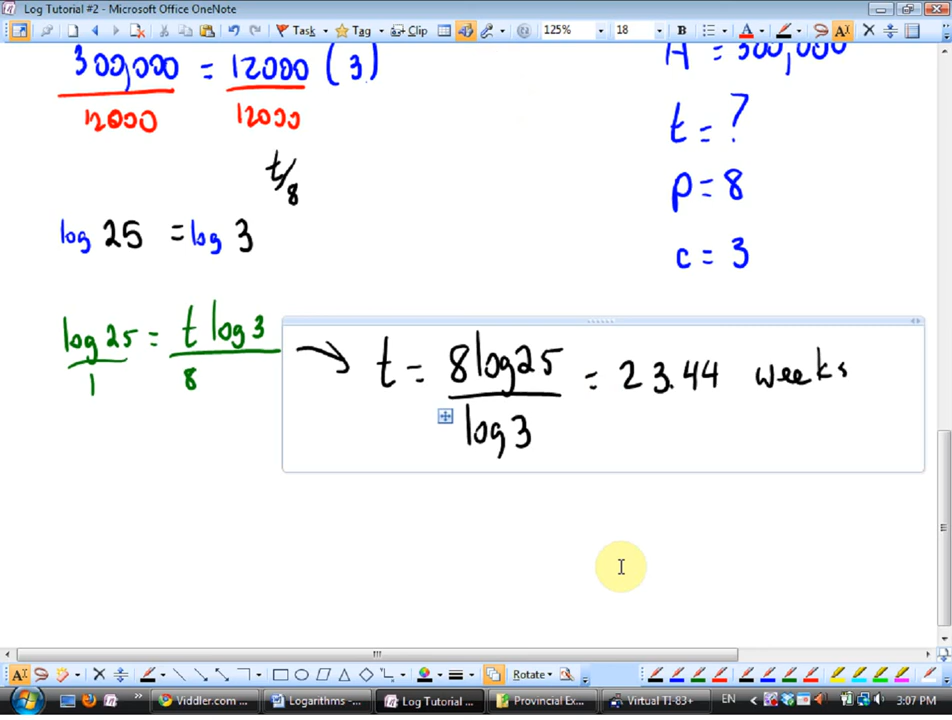 Log Tutorial #2 - Microsoft Office OneNote
Task Tag Clip 125% 18 B A A
300,000 = 12000 (3)
12000 12000
A = 300,000
t = ?
p = 8
c = 3
t/8
log 25 = log 3
log 25 = t log 3
1 8
t = 8 log 25 = 23.44 weeks
log 3
A Rotate
Viddler.com ... Logarithms -... Log Tutorial ... Provincial Ex... Virtual TI-83+ EN 3:07 PM